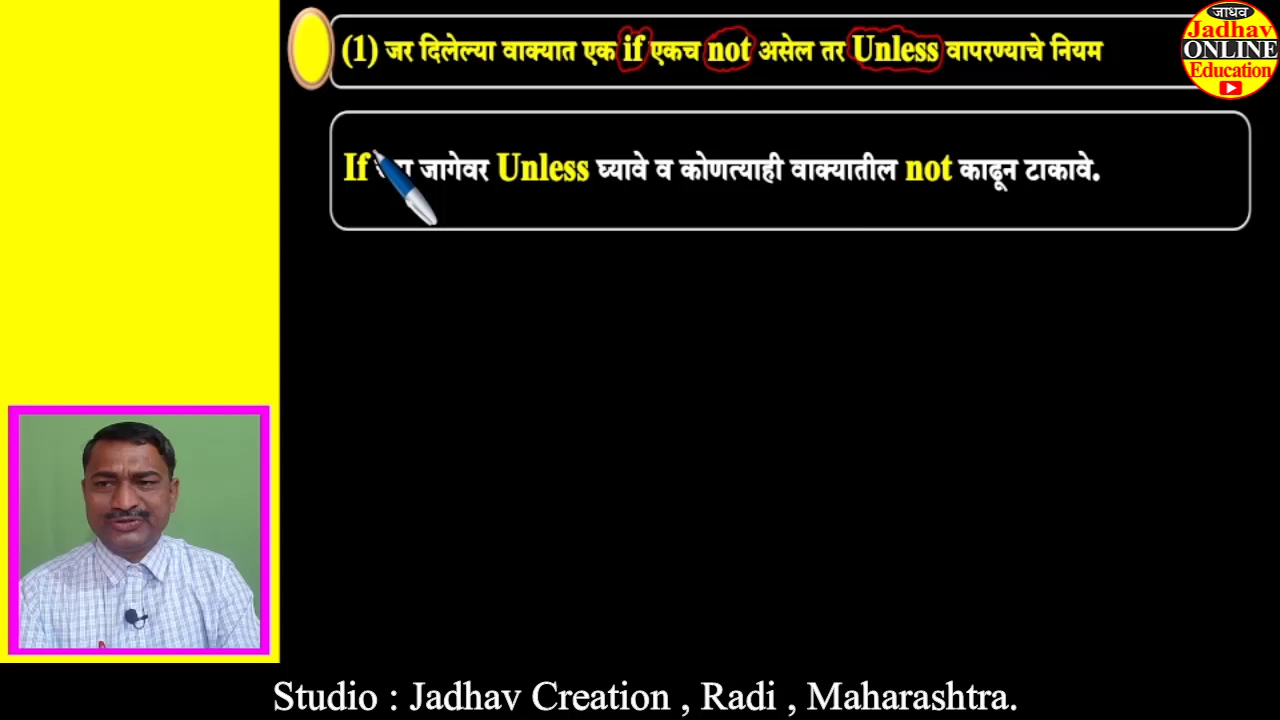 (1) जर दिलेल्या वाक्यात एक if एकच not असेल तर Unless वापरण्याचे नियम
जाधव
Jadhav
ONLINE
Education
If जागेवर Unless घ्यावे व कोणत्याही वाक्यातील not काढून टाकावे.
Studio : Jadhav Creation , Radi , Maharashtra.